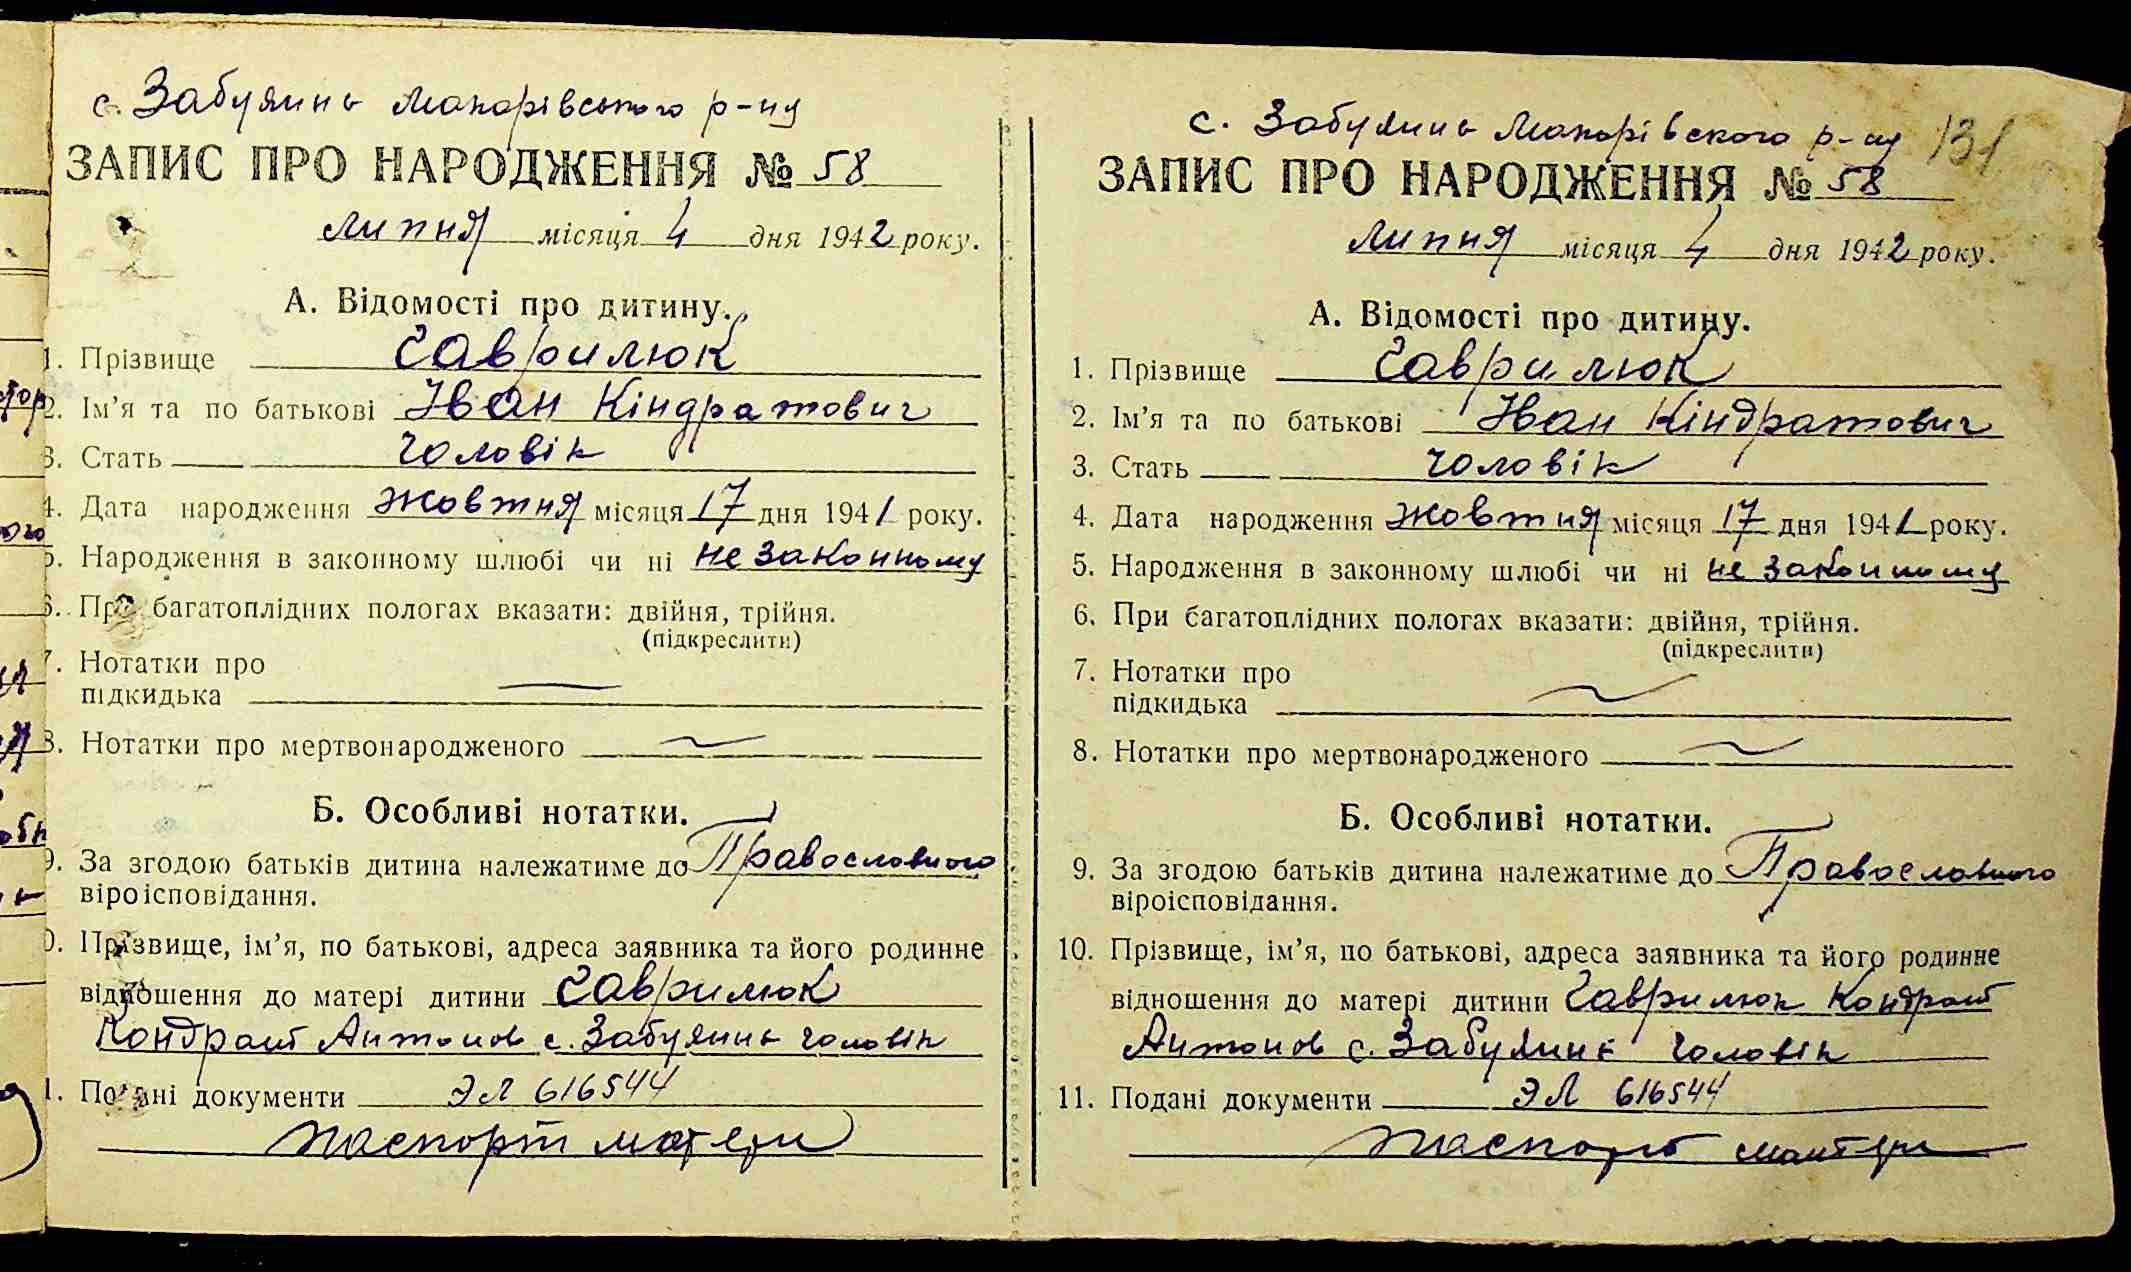 с. Забуянь Макарівського р-ну
ЗАПИС ПРО НАРОДЖЕННЯ № 58
липня місяця 4 дня 1942 року.
А. Відомості про дитину.
1. Прізвище Гаврилюк
2. Ім'я та по батькові Іван Кіндратович
3. Стать чоловік
4. Дата народження жовтня місяця 17 дня 1941 року.
5. Народження в законному шлюбі чи ні не законному
6. При багатоплідних пологах вказати: двійня, трійня.
(підкреслити)
7. Нотатки про
підкидька —
8. Нотатки про мертвонародженого ~
Б. Особливі нотатки.
9. За згодою батьків дитина належатиме до Православного
віроісповідання.
0. Прізвище, ім'я, по батькові, адреса заявника та його родинне
відношення до матері дитини Гаврилюк
Кондрат Антонов с. Забуянь чоловік
1. Подані документи ЭЛ 616544
паспорт матери
с. Забуянь Макарівского р-ну 131
ЗАПИС ПРО НАРОДЖЕННЯ № 58
липня місяця 4 дня 1942 року.
А. Відомості про дитину.
1. Прізвище Гаврилюк
2. Ім'я та по батькові Іван Кіндратович
3. Стать чоловік
4. Дата народження жовтня місяця 17 дня 1941 року.
5. Народження в законному шлюбі чи ні не законному
6. При багатоплідних пологах вказати: двійня, трійня.
(підкреслити)
7. Нотатки про
підкидька ~
8. Нотатки про мертвонародженого ~
Б. Особливі нотатки.
9. За згодою батьків дитина належатиме до Православного
віроісповідання.
10. Прізвище, ім'я, по батькові, адреса заявника та його родинне
відношення до матері дитини Гаврилюк Кондрат
Антонов с. Забуянь чоловік
11. Подані документи ЭЛ 616544
паспорт матери